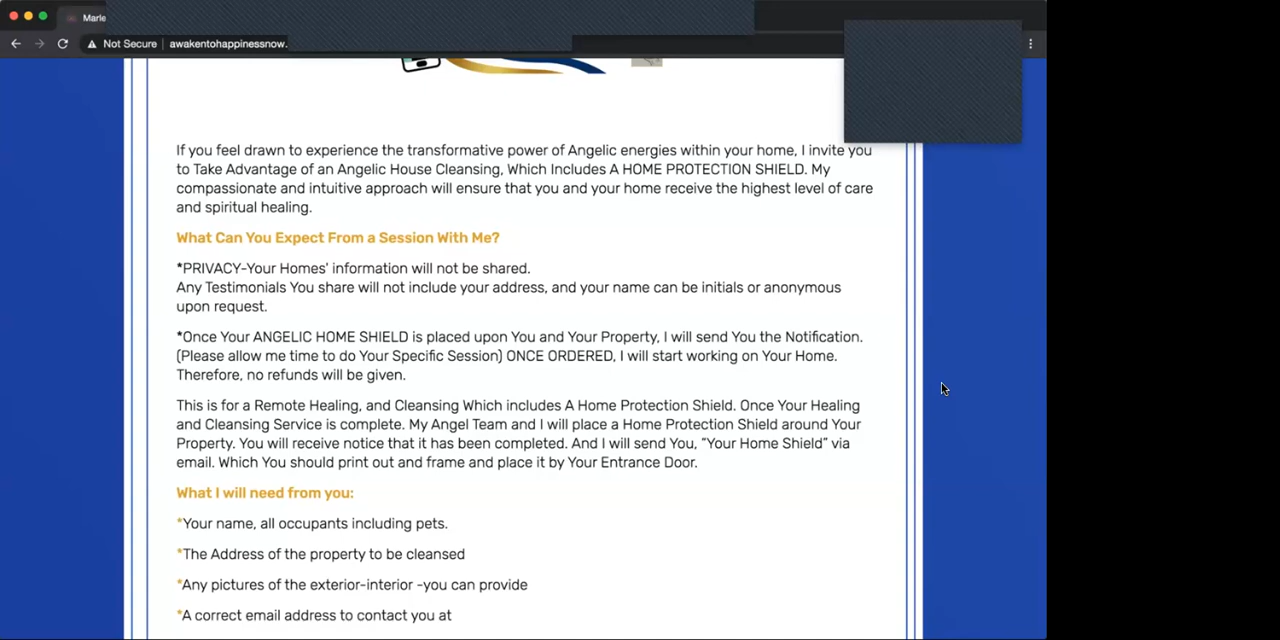 Marle
Not Secure
awakentohappinessnow.
If you feel drawn to experience the transformative power of Angelic energies within your home, I invite you
to Take Advantage of an Angelic House Cleansing, Which Includes A HOME PROTECTION SHIELD. My
compassionate and intuitive approach will ensure that you and your home receive the highest level of care
and spiritual healing.
What Can You Expect From a Session With Me?
*PRIVACY-Your Homes' information will not be shared.
Any Testimonials You share will not include your address, and your name can be initials or anonymous
upon request.
*Once Your ANGELIC HOME SHIELD is placed upon You and Your Property, I will send You the Notification.
(Please allow me time to do Your Specific Session) ONCE ORDERED, I will start working on Your Home.
Therefore, no refunds will be given.
This is for a Remote Healing, and Cleansing Which includes A Home Protection Shield. Once Your Healing
and Cleansing Service is complete. My Angel Team and I will place a Home Protection Shield around Your
Property. You will receive notice that it has been completed. And I will send You, “Your Home Shield” via
email. Which You should print out and frame and place it by Your Entrance Door.
What I will need from you:
*Your name, all occupants including pets.
*The Address of the property to be cleansed
*Any pictures of the exterior-interior -you can provide
*A correct email address to contact you at